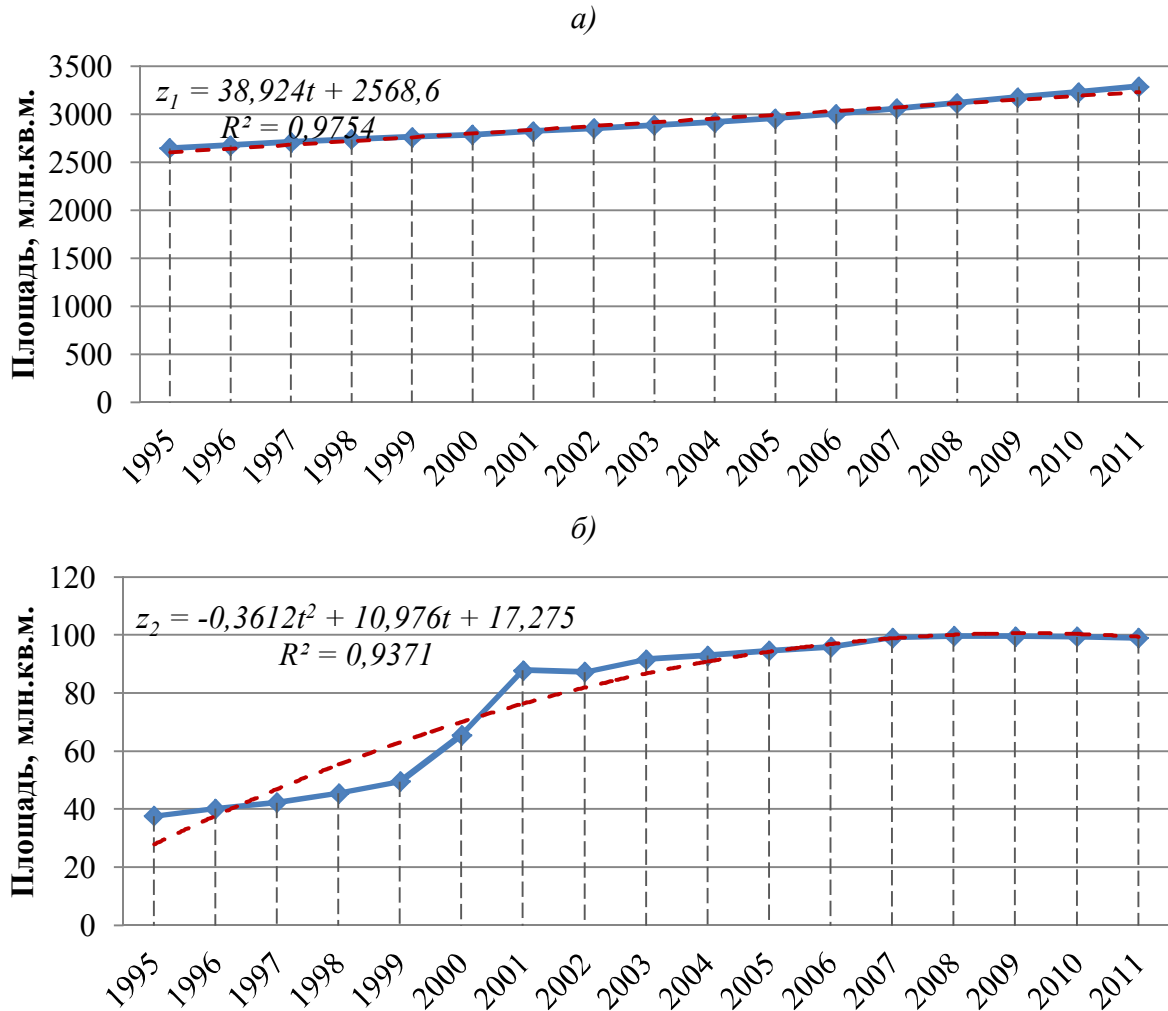 а)
Площадь, млн.кв.м.
3500
3000
2500
2000
1500
1000
500
0
z₁ = 38,924t + 2568,6
R² = 0,9754
1995 1996 1997 1998 1999 2000 2001 2002 2003 2004 2005 2006 2007 2008 2009 2010 2011
б)
Площадь, млн.кв.м.
120
100
80
60
40
20
0
z₂ = -0,3612t² + 10,976t + 17,275
R² = 0,9371
1995 1996 1997 1998 1999 2000 2001 2002 2003 2004 2005 2006 2007 2008 2009 2010 2011